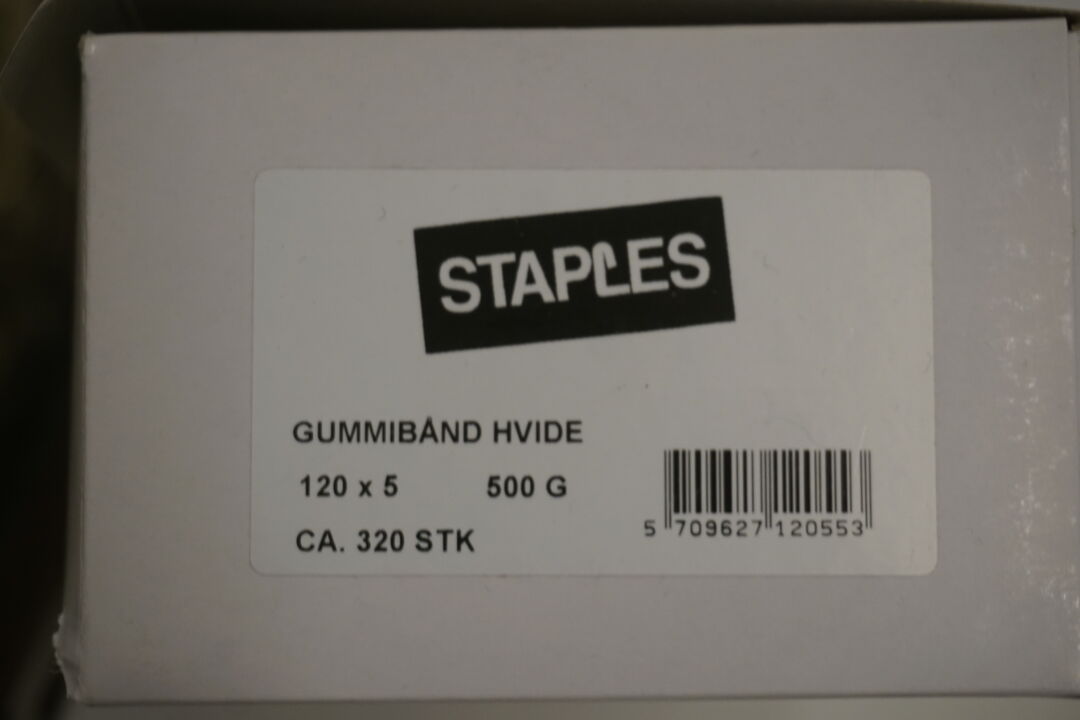 STAPLES
GUMMIBÅND HVIDE
120 x 5 500 G
CA. 320 STK
5 709627 120553